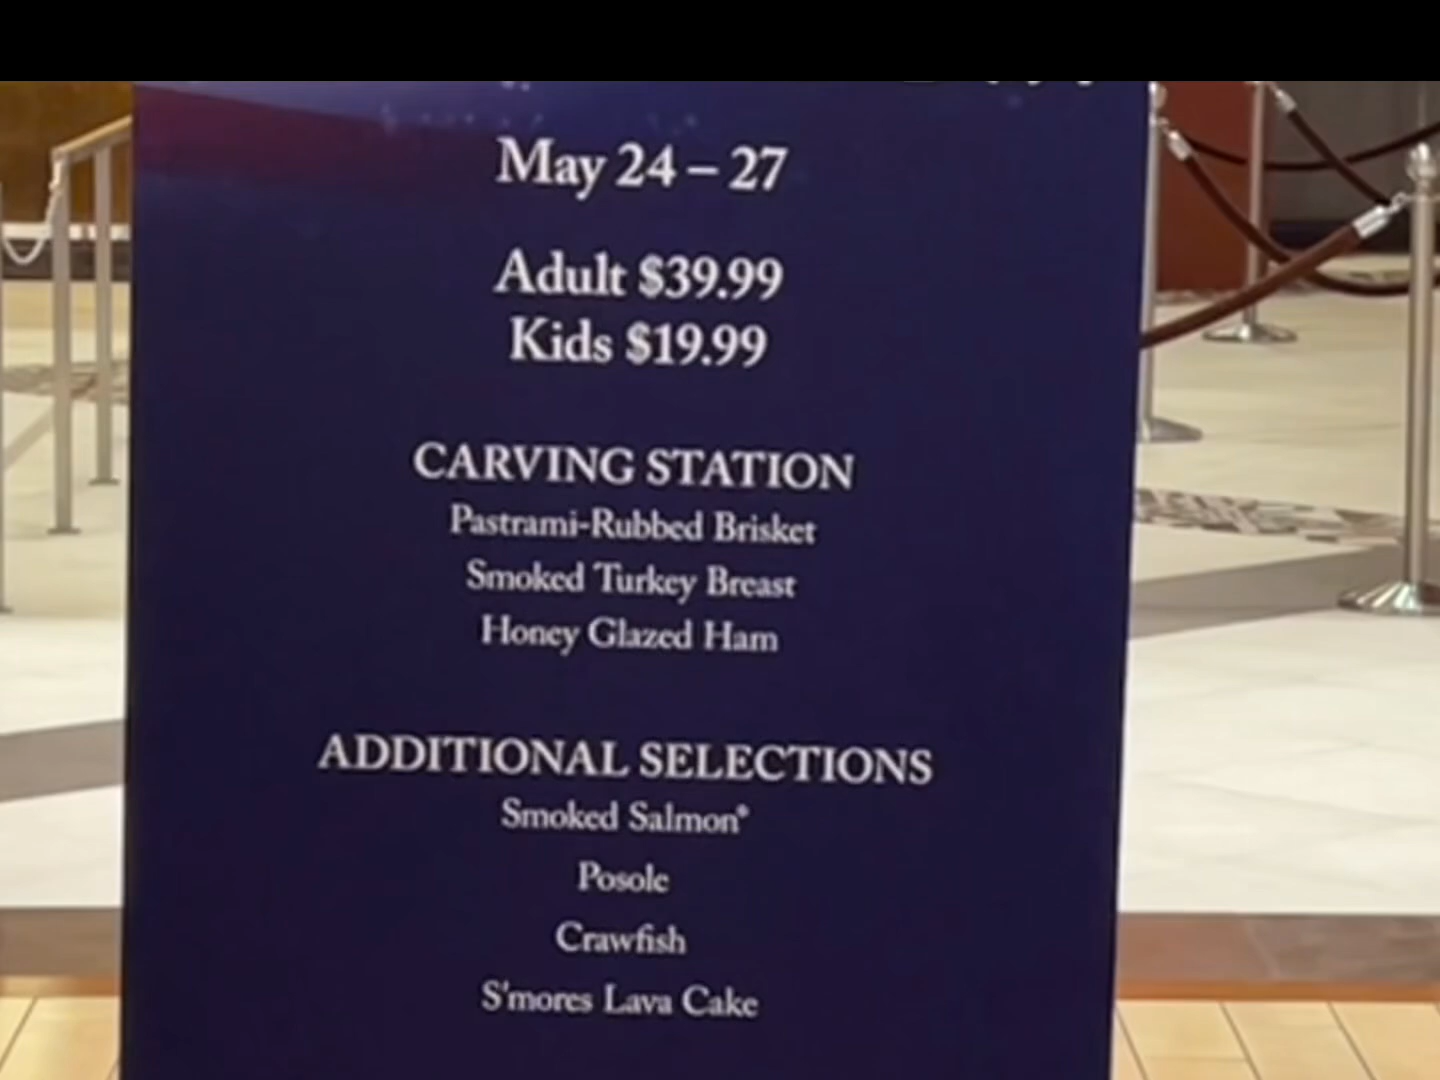 May 24 – 27
Adult $39.99
Kids $19.99
CARVING STATION
Pastrami-Rubbed Brisket
Smoked Turkey Breast
Honey Glazed Ham
ADDITIONAL SELECTIONS
Smoked Salmon*
Posole
Crawfish
S'mores Lava Cake